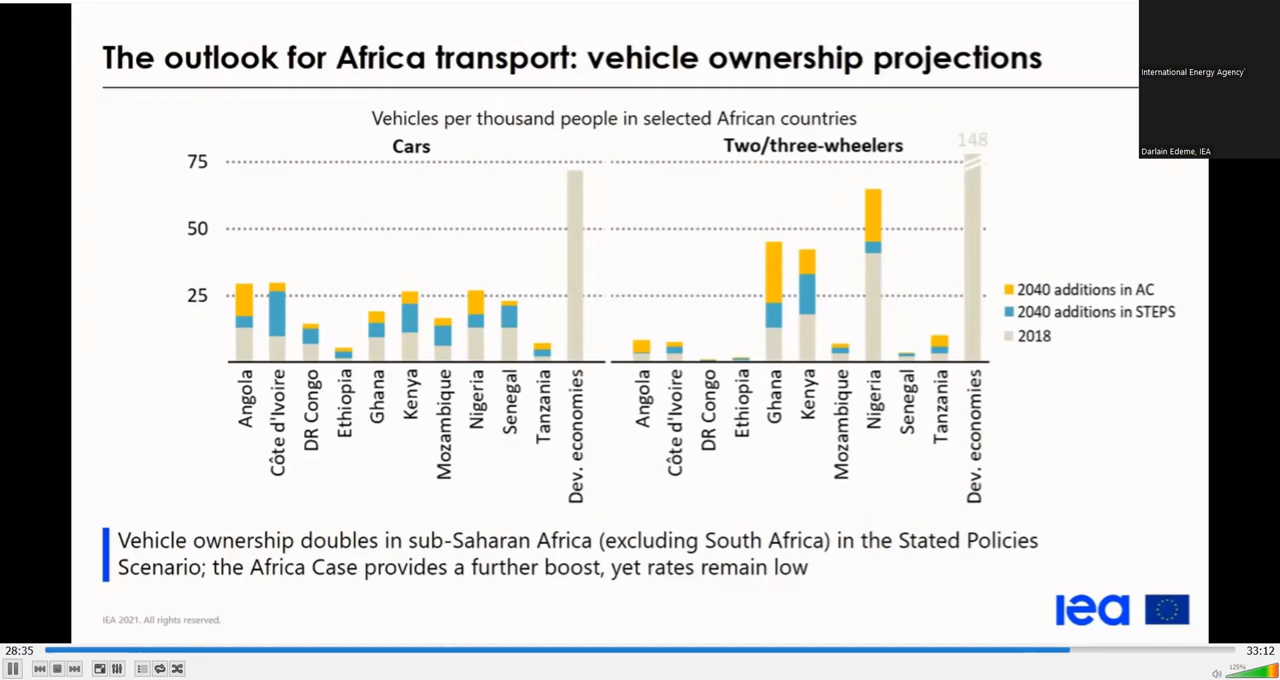 The outlook for Africa transport: vehicle ownership projections
International Energy Agency
Darlain Edeme, IEA
Vehicles per thousand people in selected African countries
Cars
Two/three-wheelers
148
75
50
25
2040 additions in AC
2040 additions in STEPS
2018
Angola
Côte d'Ivoire
DR Congo
Ethiopia
Ghana
Kenya
Mozambique
Nigeria
Senegal
Tanzania
Dev. economies
Angola
Côte d'Ivoire
DR Congo
Ethiopia
Ghana
Kenya
Mozambique
Nigeria
Senegal
Tanzania
Dev. economies
Vehicle ownership doubles in sub-Saharan Africa (excluding South Africa) in the Stated Policies
Scenario; the Africa Case provides a further boost, yet rates remain low
iea
IEA 2021. All rights reserved.
28:35
33:12
125%